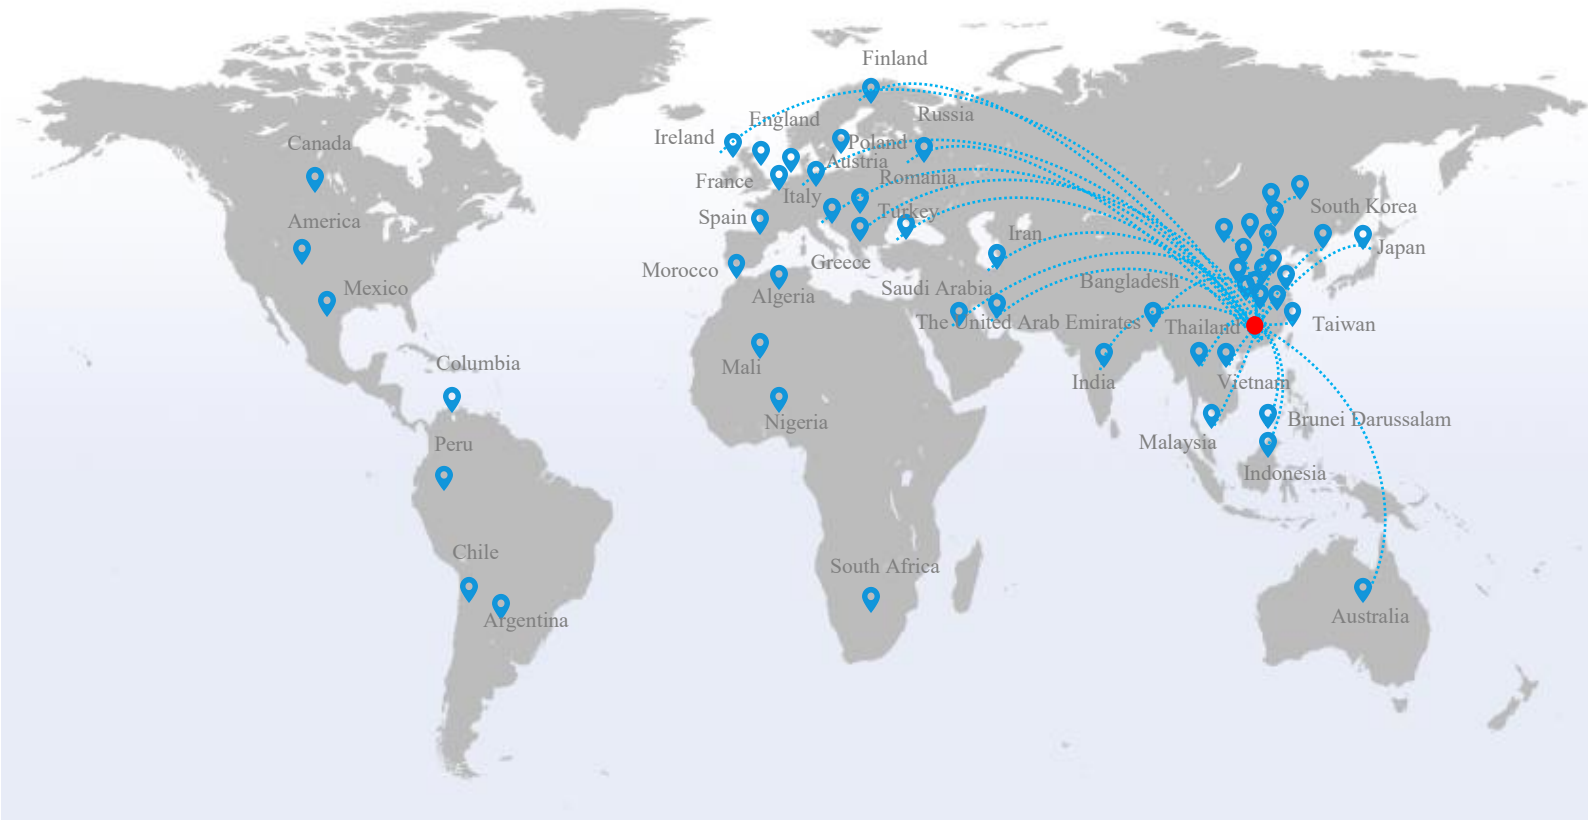 Finland
Russia
England
Ireland
Poland
Canada
Austria
France
Romania
Italy
South Korea
Spain
Turkey
America
Iran
Japan
Greece
Morocco
Bangladesh
Saudi Arabia
Mexico
Algeria
The United Arab Emirates
Thailand
Taiwan
Columbia
Mali
India
Vietnam
Nigeria
Brunei Darussalam
Peru
Malaysia
Indonesia
Chile
South Africa
Argentina
Australia